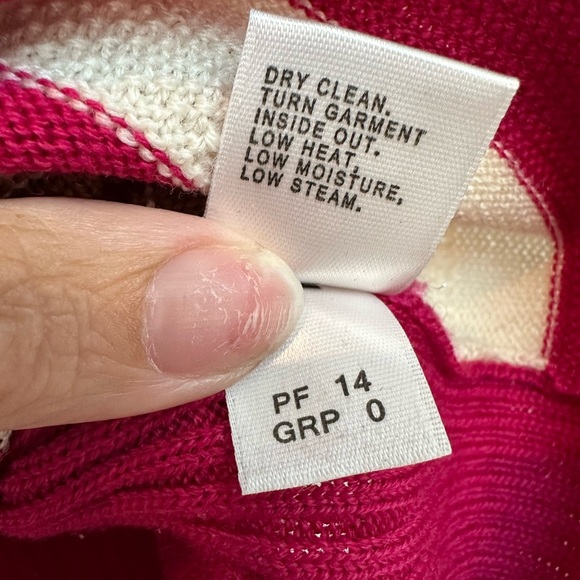 DRY CLEAN.
TURN GARMENT
INSIDE OUT.
LOW HEAT,
LOW MOISTURE,
LOW STEAM.
PF 14
GRP 0